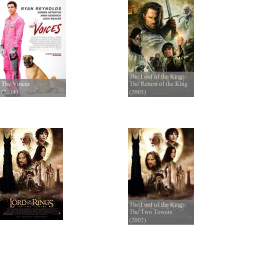 RYAN REYNOLDS
GEMMA ARTERTON
ANNA KENDRICK
JACKI WEAVER
THE VOICES
The Voices
(2014)
The Lord of the Rings:
The Return of the King
(2003)
THE LORD OF THE RINGS
The Lord of the Rings:
The Two Towers
(2002)